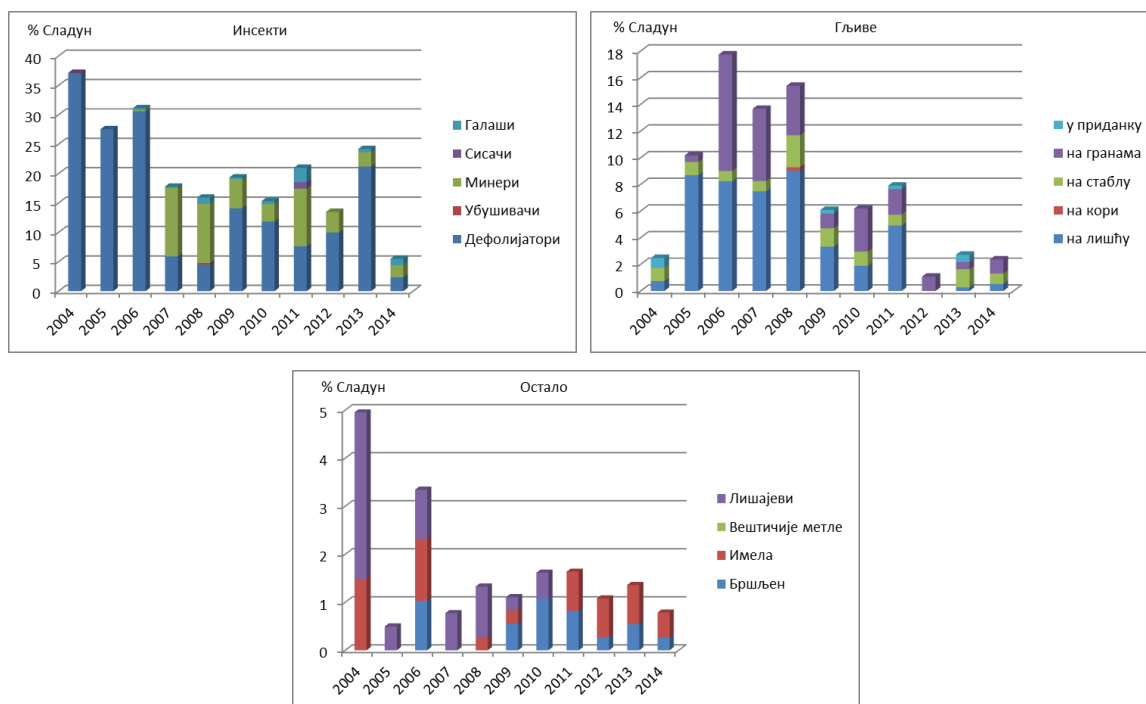 % Сладун
Инсекти
40
35
30
25
20
15
10
5
0
2004
2005
2006
2007
2008
2009
2010
2011
2012
2013
2014
Галаши
Сисачи
Минери
Убушивачи
Дефолијатори
% Сладун
Гљиве
18
16
14
12
10
8
6
4
2
0
2004
2005
2006
2007
2008
2009
2010
2011
2012
2013
2014
у приданку
на гранама
на стаблу
на кори
на лишћу
% Сладун
Остало
5
4
3
2
1
0
2004
2005
2006
2007
2008
2009
2010
2011
2012
2013
2014
Лишајеви
Вештичије метле
Имела
Бршљен